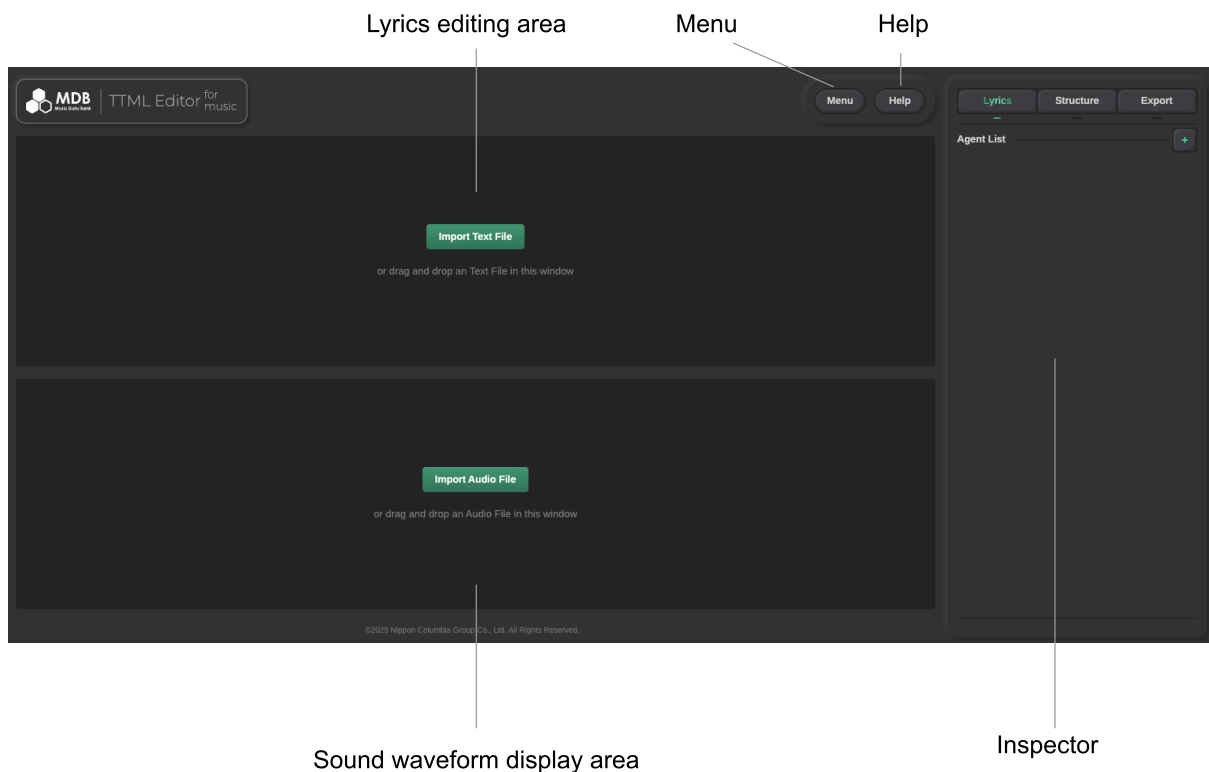 Lyrics editing area
Menu
Help
MDB
Music Data Bank
TTML Editor for music
Menu
Help
Lyrics
Structure
Export
Agent List
+
Import Text File
or drag and drop an Text File in this window
Import Audio File
or drag and drop an Audio File in this window
©2025 Nippon Columbia Group Co., Ltd. All Rights Reserved.
Sound waveform display area
Inspector